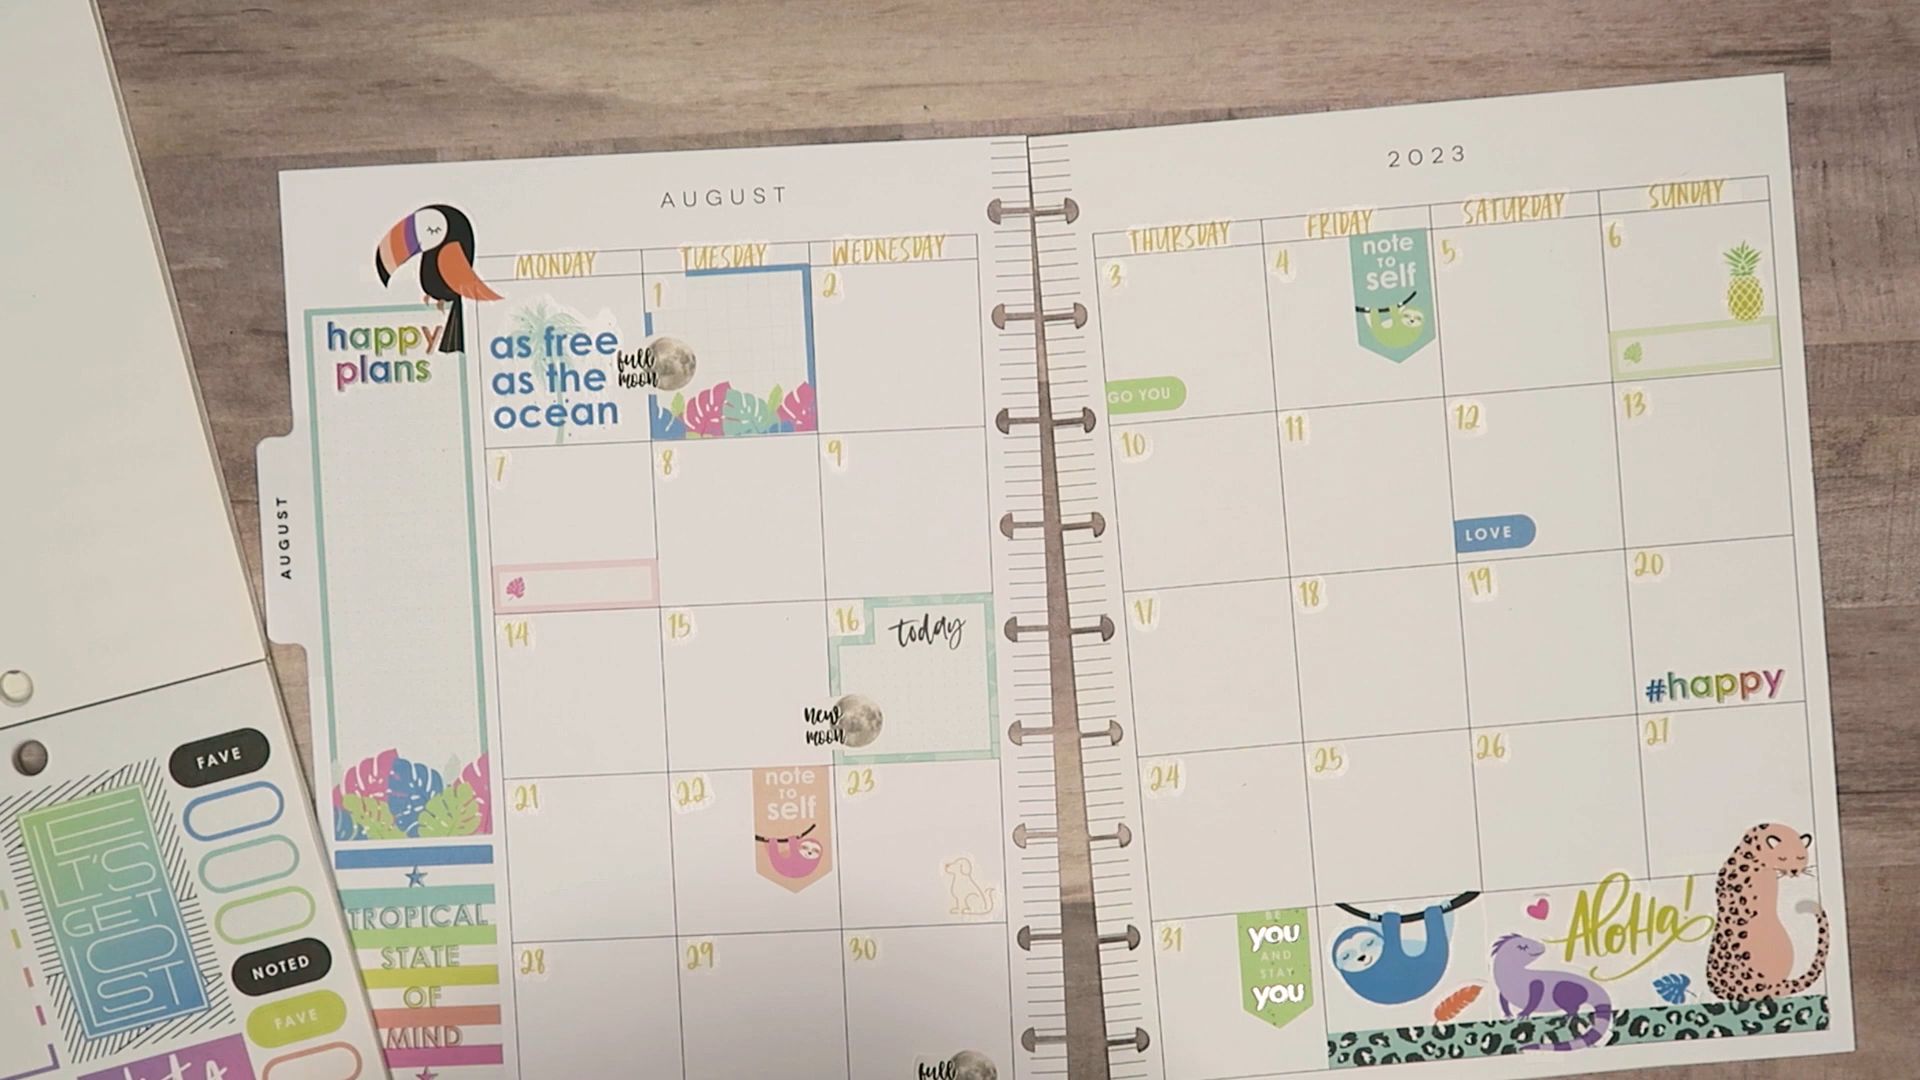 AUGUST
2023
MONDAY
TUESDAY
WEDNESDAY
THURSDAY
FRIDAY
SATURDAY
SUNDAY
happy
plans
AUGUST
as free
as the
ocean
full
moon
1
2
3
GO YOU
4
note
TO
self
5
6
7
8
9
10
11
12
LOVE
13
14
15
16
today
new
moon
17
18
19
20
#happy
21
22
note
TO
self
23
24
25
26
27
28
29
30
full
31
BE
you
AND
STAY
you
Aloha!
TROPICAL
STATE
OF
MIND
LET'S
GET
LOST
FAVE
NOTED
FAVE